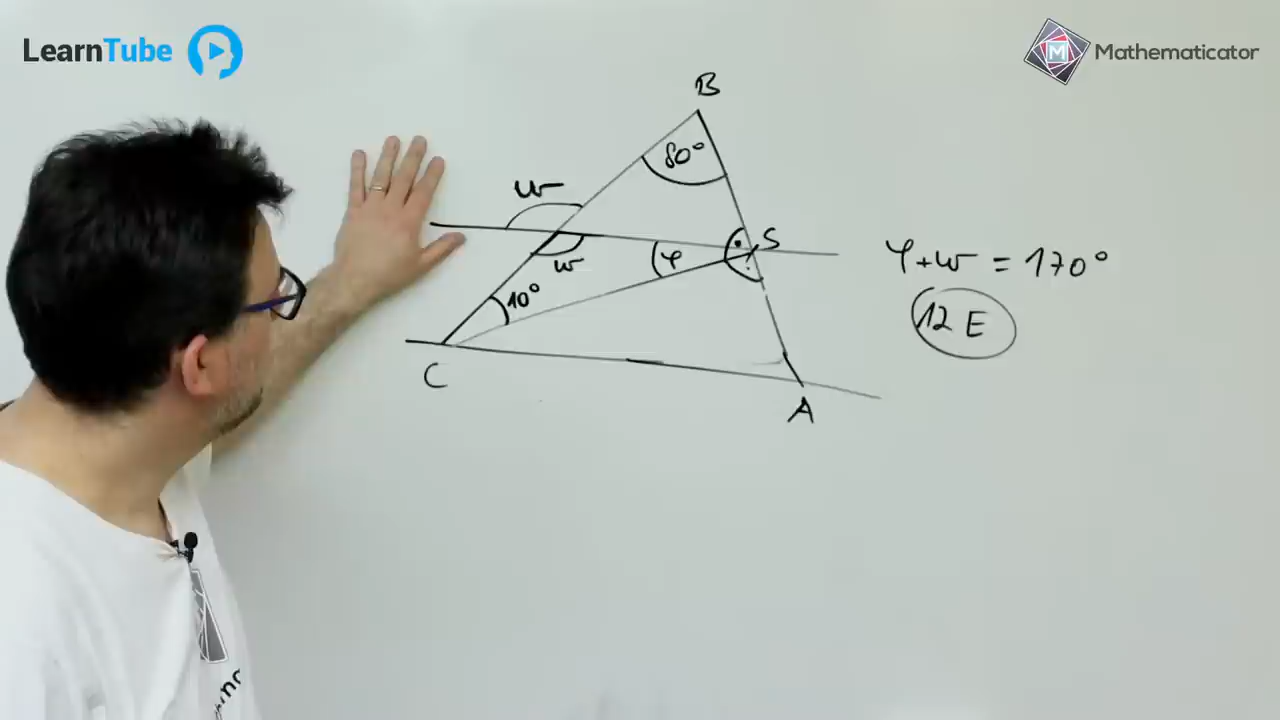 LearnTube
Mathematicator
B
80°
ω
S
φ
ω
10°
C
A
φ+ω = 170°
12 E